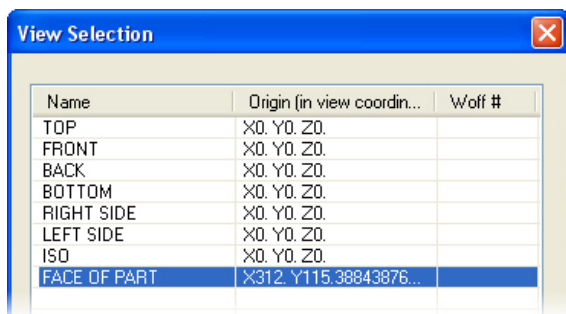 View Selection
Name Origin (in view coordin... Woff #
TOP X0. Y0. Z0.
FRONT X0. Y0. Z0.
BACK X0. Y0. Z0.
BOTTOM X0. Y0. Z0.
RIGHT SIDE X0. Y0. Z0.
LEFT SIDE X0. Y0. Z0.
ISO X0. Y0. Z0.
FACE OF PART X312. Y115.38843876...